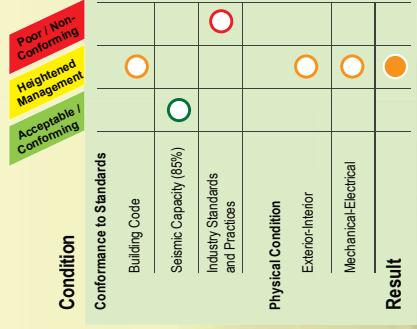 Poor / Non-
Conforming
Heightened
Management
Acceptable /
Conforming
Condition
Conformance to Standards
Building Code
Seismic Capacity (85%)
Industry Standards
and Practices
Physical Condition
Exterior-Interior
Mechanical-Electrical
Result